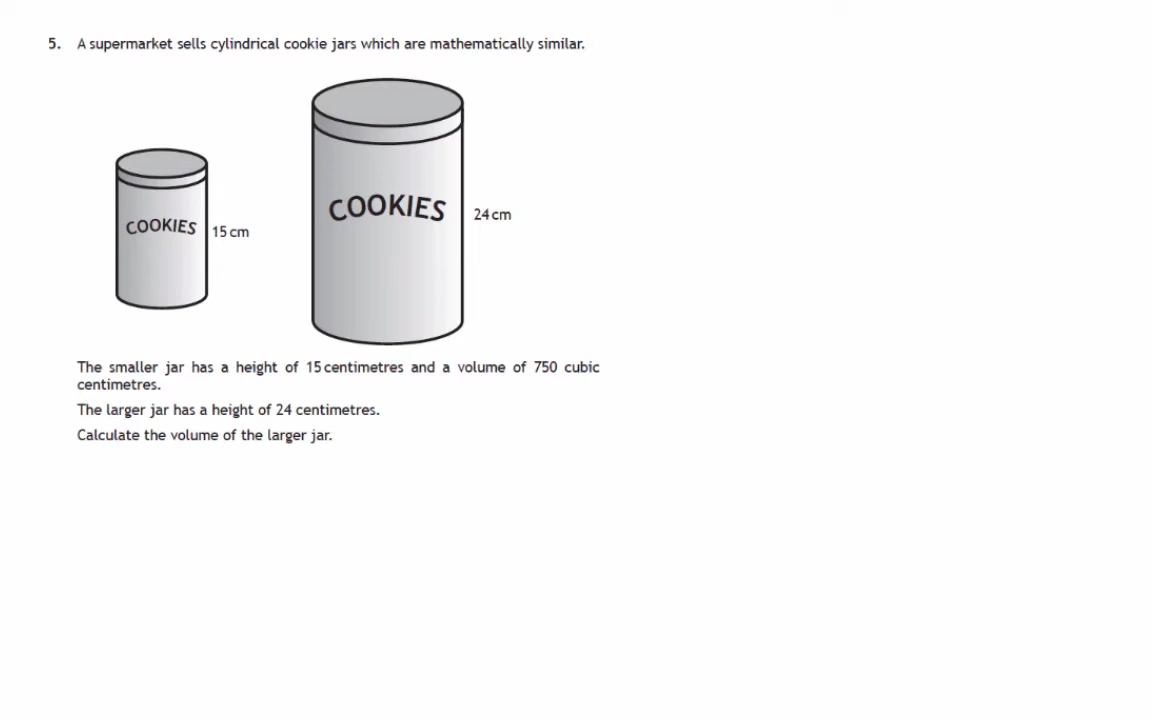 5. A supermarket sells cylindrical cookie jars which are mathematically similar.
COOKIES
15 cm
COOKIES
24 cm
The smaller jar has a height of 15 centimetres and a volume of 750 cubic
centimetres.
The larger jar has a height of 24 centimetres.
Calculate the volume of the larger jar.